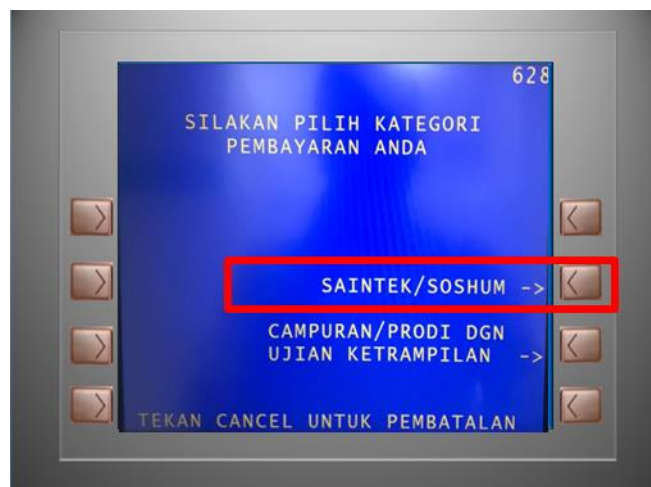 628
SILAKAN PILIH KATEGORI
PEMBAYARAN ANDA
SAINTEK/SOSHUM ->
CAMPURAN/PRODI DGN
UJIAN KETRAMPILAN ->
TEKAN CANCEL UNTUK PEMBATALAN